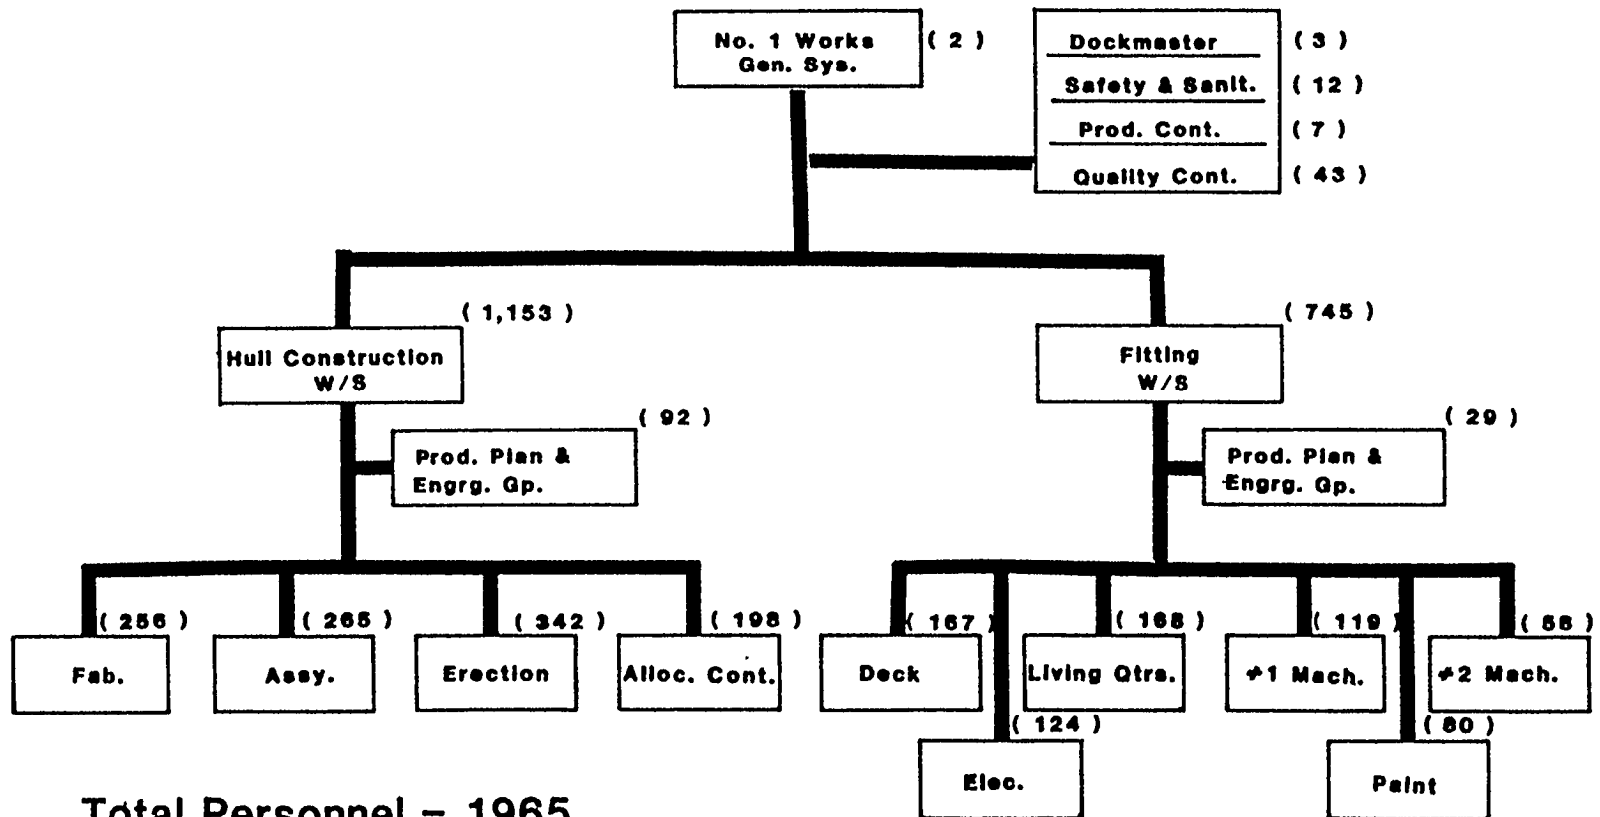 No. 1 Works
Gen. Sys.
( 2 )
Dockmaster ( 3 )
Safety & Sanit. ( 12 )
Prod. Cont. ( 7 )
Quality Cont. ( 43 )
( 1,153 )
Hull Construction
W/S
( 745 )
Fitting
W/S
( 92 )
Prod. Plan &
Engrg. Gp.
( 29 )
Prod. Plan &
Engrg. Gp.
( 256 )
Fab.
( 265 )
Assy.
( 342 )
Erection
( 198 )
Alloc. Cont.
( 167 )
Deck
( 168 )
Living Qtrs.
( 119 )
#1 Mach.
( 58 )
#2 Mach.
( 124 )
Elec.
( 80 )
Paint
Total Personnel – 1965